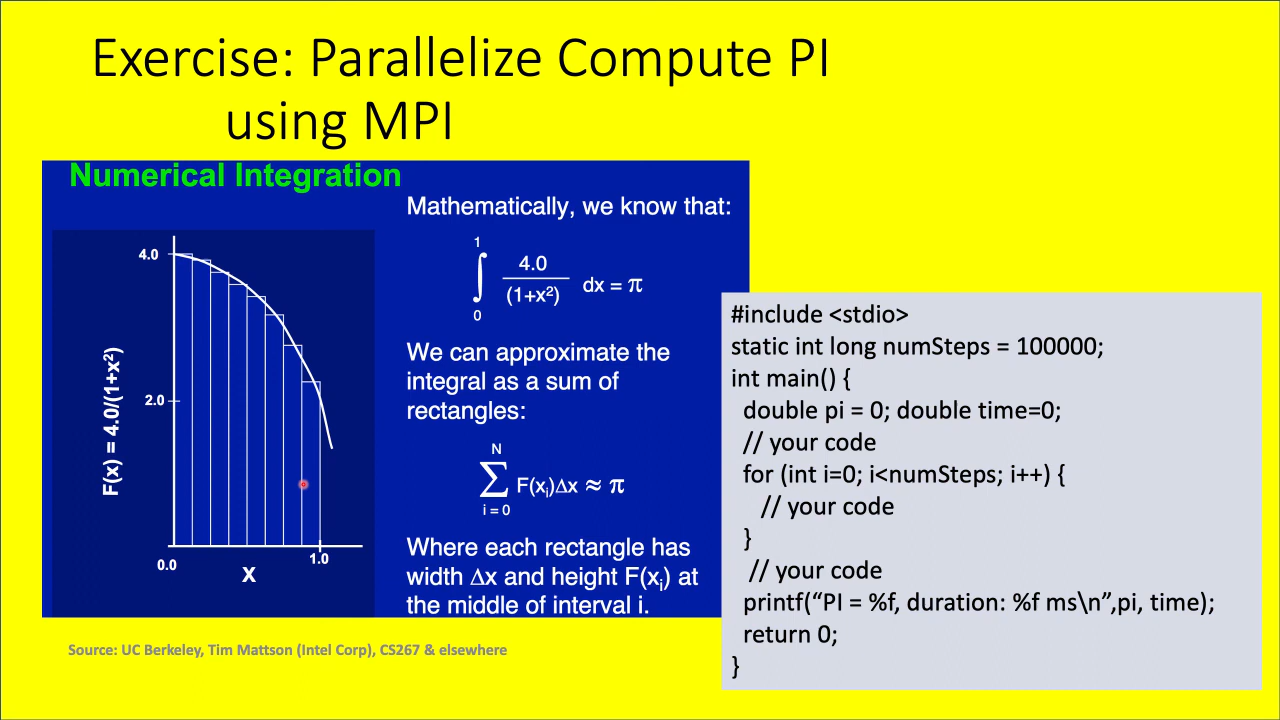 Exercise: Parallelize Compute PI
using MPI
Numerical Integration
4.0
2.0
0.0
1.0
X
F(x) = 4.0/(1+x²)
Mathematically, we know that:
1
∫ 4.0 / (1+x²) dx = π
0
We can approximate the
integral as a sum of
rectangles:
N
∑ F(xᵢ)Δx ≈ π
i = 0
Where each rectangle has
width Δx and height F(xᵢ) at
the middle of interval i.
#include <stdio>
static int long numSteps = 100000;
int main() {
double pi = 0; double time=0;
// your code
for (int i=0; i<numSteps; i++) {
// your code
}
// your code
printf(“PI = %f, duration: %f ms\n”,pi, time);
return 0;
}
Source: UC Berkeley, Tim Mattson (Intel Corp), CS267 & elsewhere